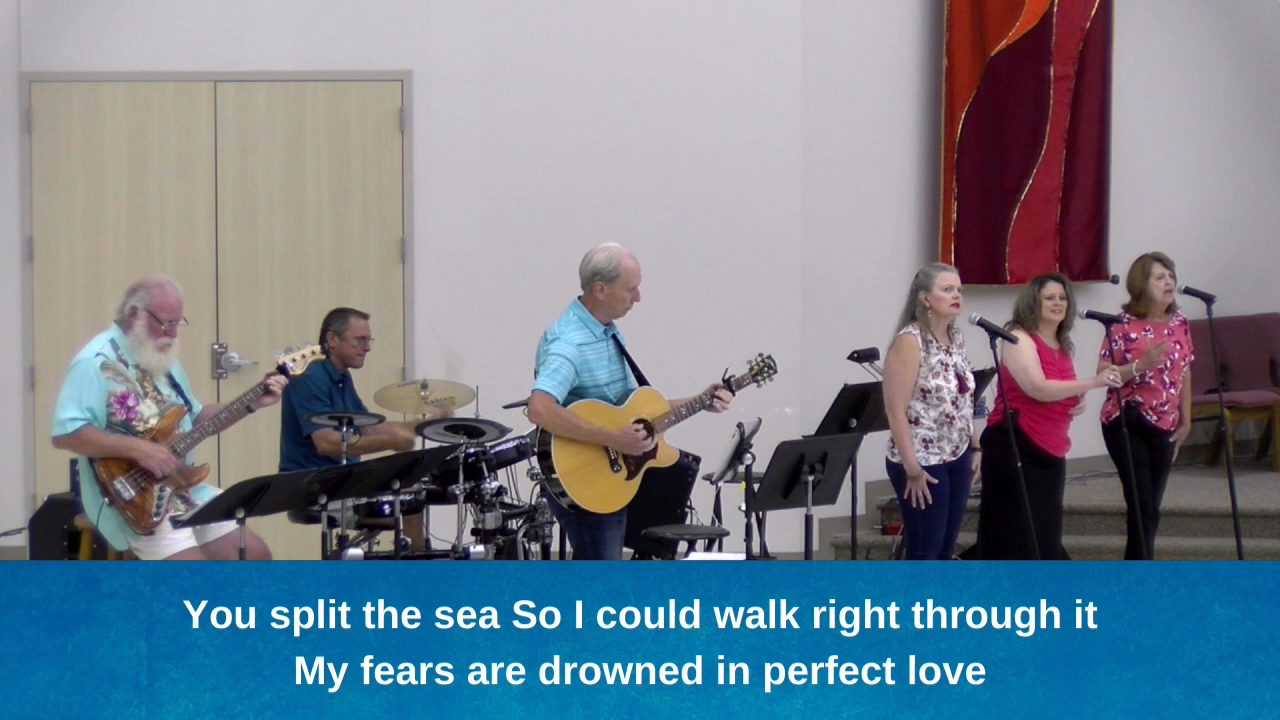 You split the sea So I could walk right through it
My fears are drowned in perfect love